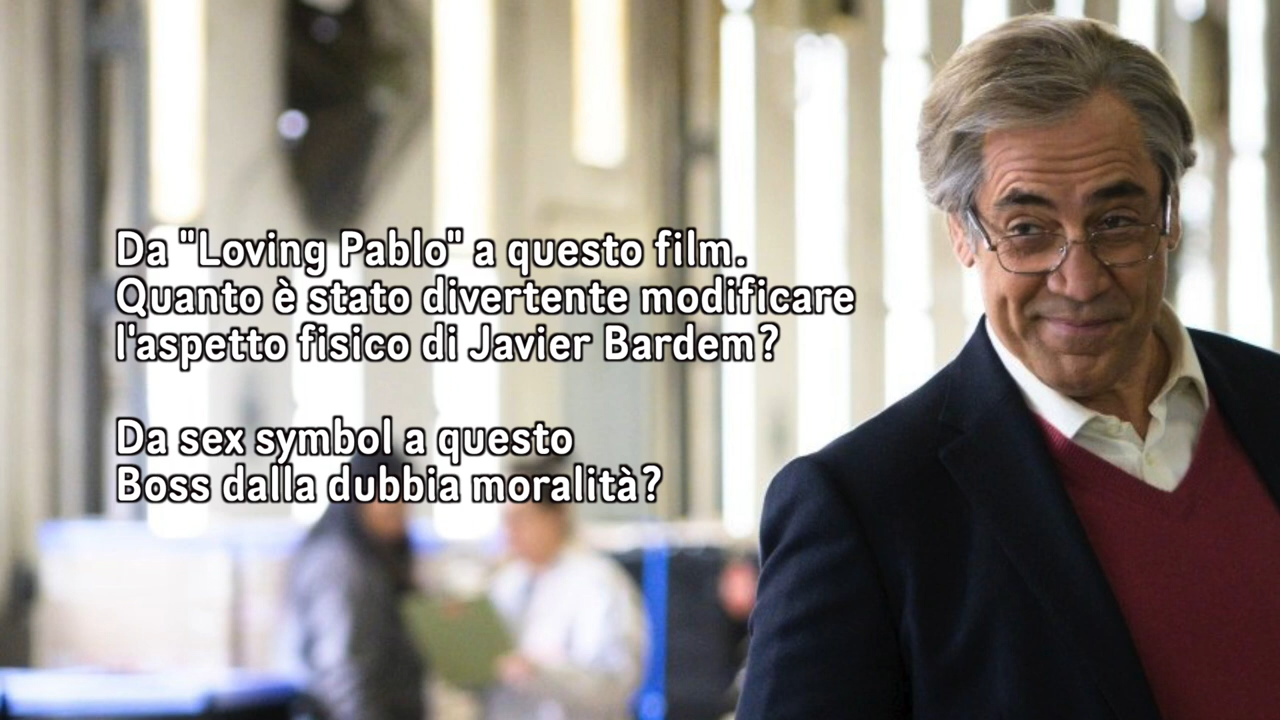 Da "Loving Pablo" a questo film.
Quanto è stato divertente modificare
l'aspetto fisico di Javier Bardem?
Da sex symbol a questo
Boss dalla dubbia moralità?